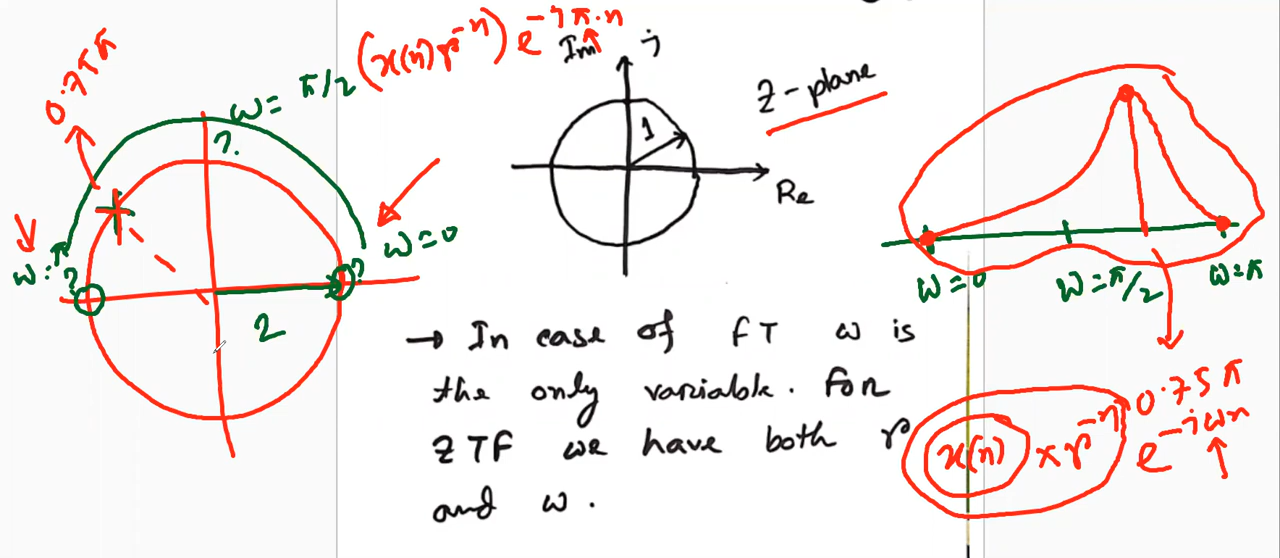 (x(n) r^-n) e^-jπ.n
Im j
0.75π
ω = π/2
?
ω = π
?
ω = 0
?
2
1
Re
Z-plane
→ In case of FT ω is
the only variable. For
ZTF we have both r
and ω.
ω=0
ω=π/2
ω=π
0.75π
x(n) × r^-n e^-jωn